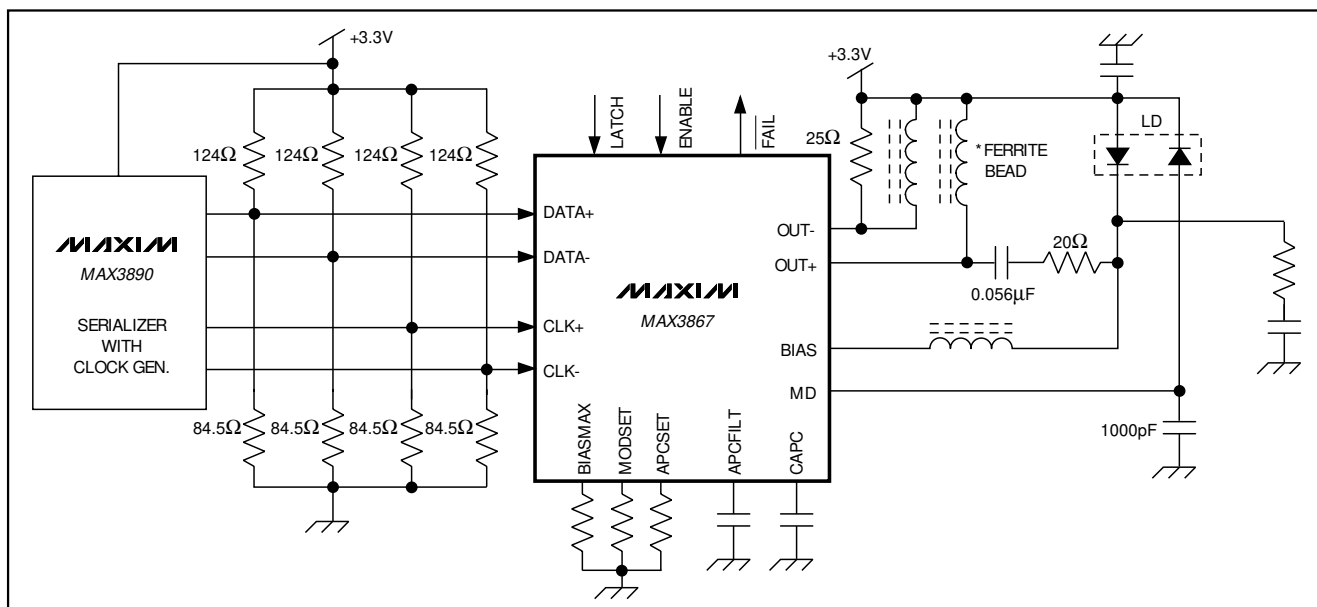 +3.3V
124Ω
124Ω
124Ω
124Ω
MAXIM
MAX3890
SERIALIZER
WITH
CLOCK GEN.
84.5Ω
84.5Ω
84.5Ω
84.5Ω
LATCH
ENABLE
FAIL
DATA+
DATA-
CLK+
CLK-
MAXIM
MAX3867
OUT-
OUT+
BIAS
MD
BIASMAX
MODSET
APCSET
APCFILT
CAPC
+3.3V
25Ω
* FERRITE
BEAD
LD
0.056µF
20Ω
1000pF